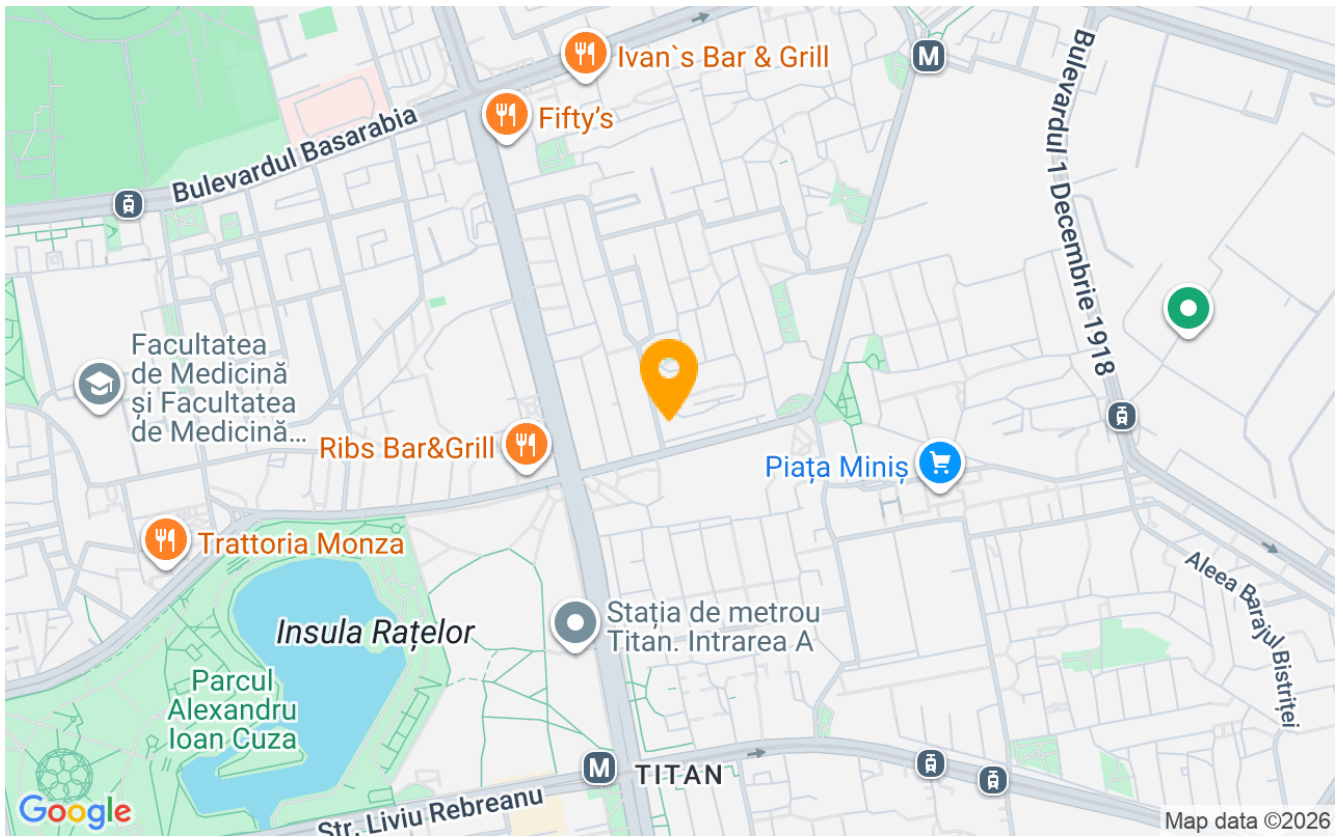 Ivan`s Bar & Grill
M
Fifty’s
Bulevardul Basarabia
Bulevardul 1 Decembrie 1918
Facultatea
de Medicină
și Facultatea
de Medicină...
Ribs Bar&Grill
Piața Miniș
Trattoria Monza
Aleea Barajul Bistriței
Insula Rațelor
Stația de metrou
Titan. Intrarea A
Parcul
Alexandru
Ioan Cuza
M
TITAN
Str. Liviu Rebreanu
Google
Map data ©2026